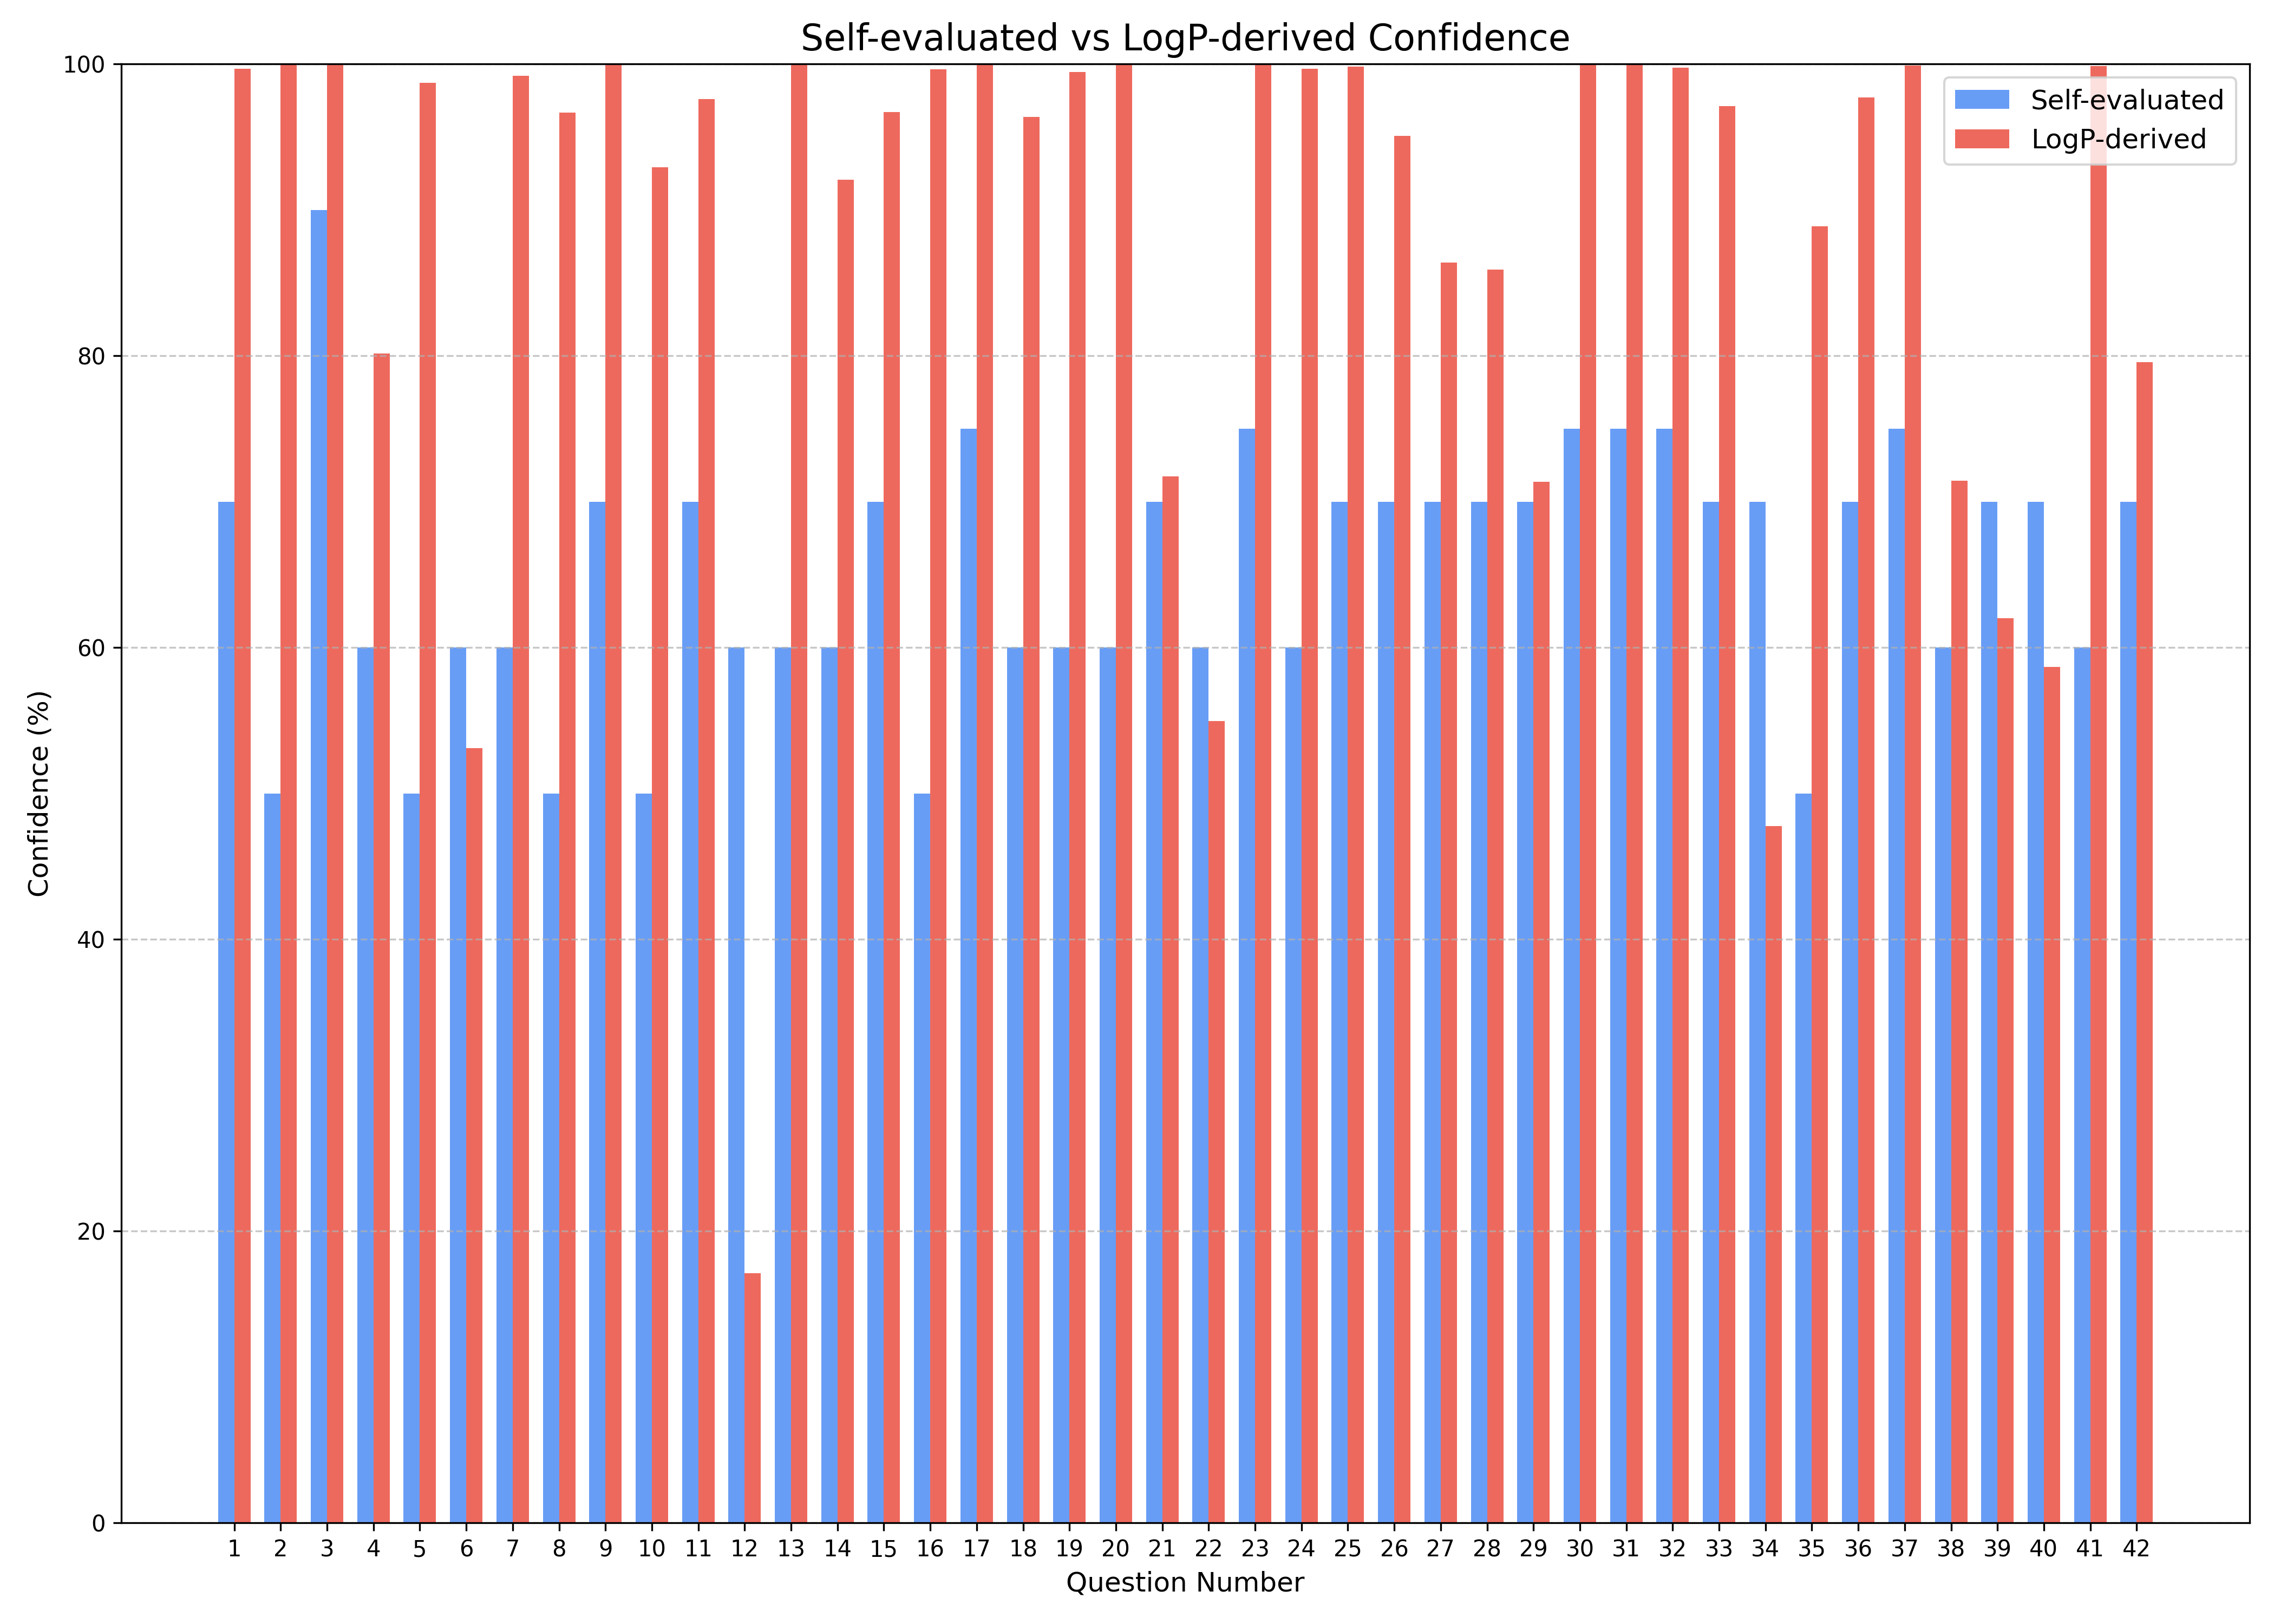 Self-evaluated vs LogP-derived Confidence
100
80
60
40
20
0
Confidence (%)
Self-evaluated
LogP-derived
1 2 3 4 5 6 7 8 9 10 11 12 13 14 15 16 17 18 19 20 21 22 23 24 25 26 27 28 29 30 31 32 33 34 35 36 37 38 39 40 41 42
Question Number